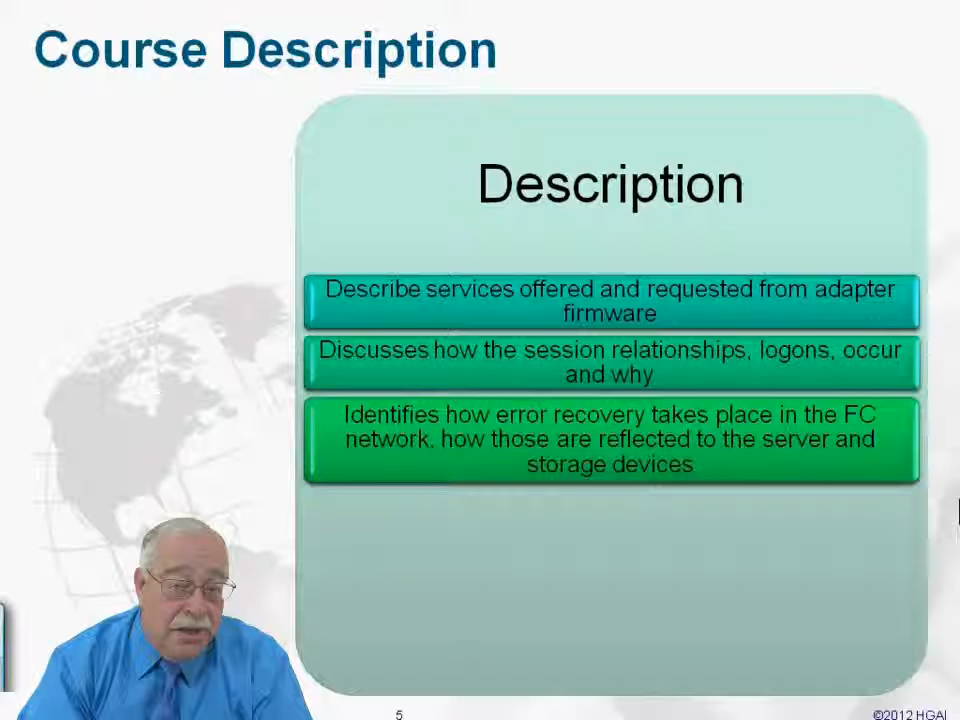 Course Description
Description
Describe services offered and requested from adapter
firmware
Discusses how the session relationships, logons, occur
and why
Identifies how error recovery takes place in the FC
network, how those are reflected to the server and
storage devices
5
©2012 HGAI